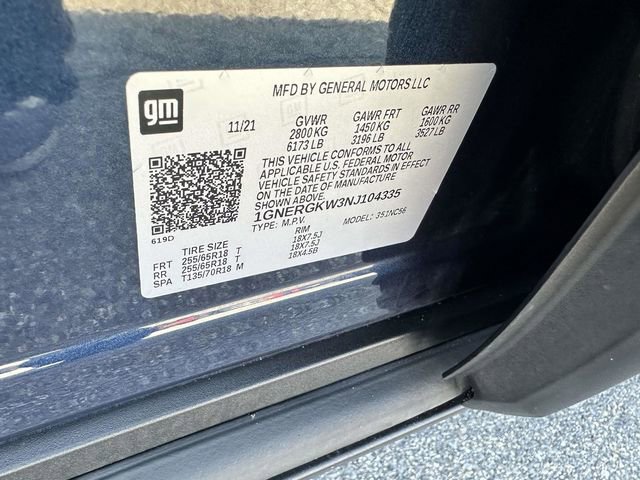 MFD BY GENERAL MOTORS LLC
gm
11/21 GVWR GAWR FRT GAWR RR
2800 KG 1450 KG 1600 KG
6173 LB 3196 LB 3527 LB
THIS VEHICLE CONFORMS TO ALL
APPLICABLE U.S. FEDERAL MOTOR
VEHICLE SAFETY STANDARDS IN EFFECT
ON THE DATE OF MANUFACTURE
1GNERGKW3NJ104335
TYPE: M.P.V. MODEL: 351NC56
619D
TIRE SIZE RIM
FRT 255/65R18 T 18X7.5J
RR 255/65R18 T 18X7.5J
SPA T135/70R18 M 18X4.5B